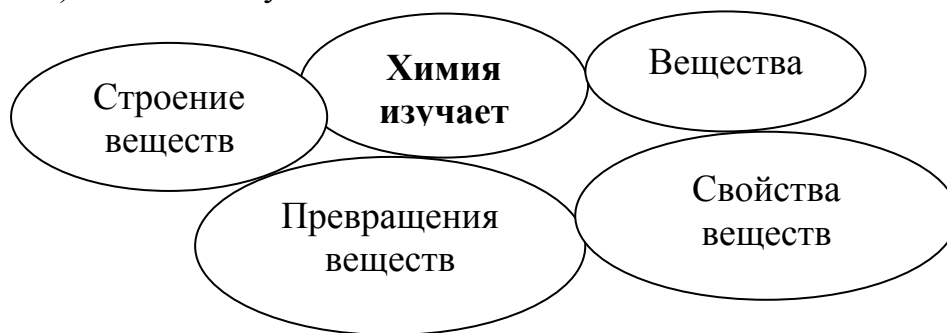 Химия
изучает
Вещества
Строение
веществ
Превращения
веществ
Свойства
веществ